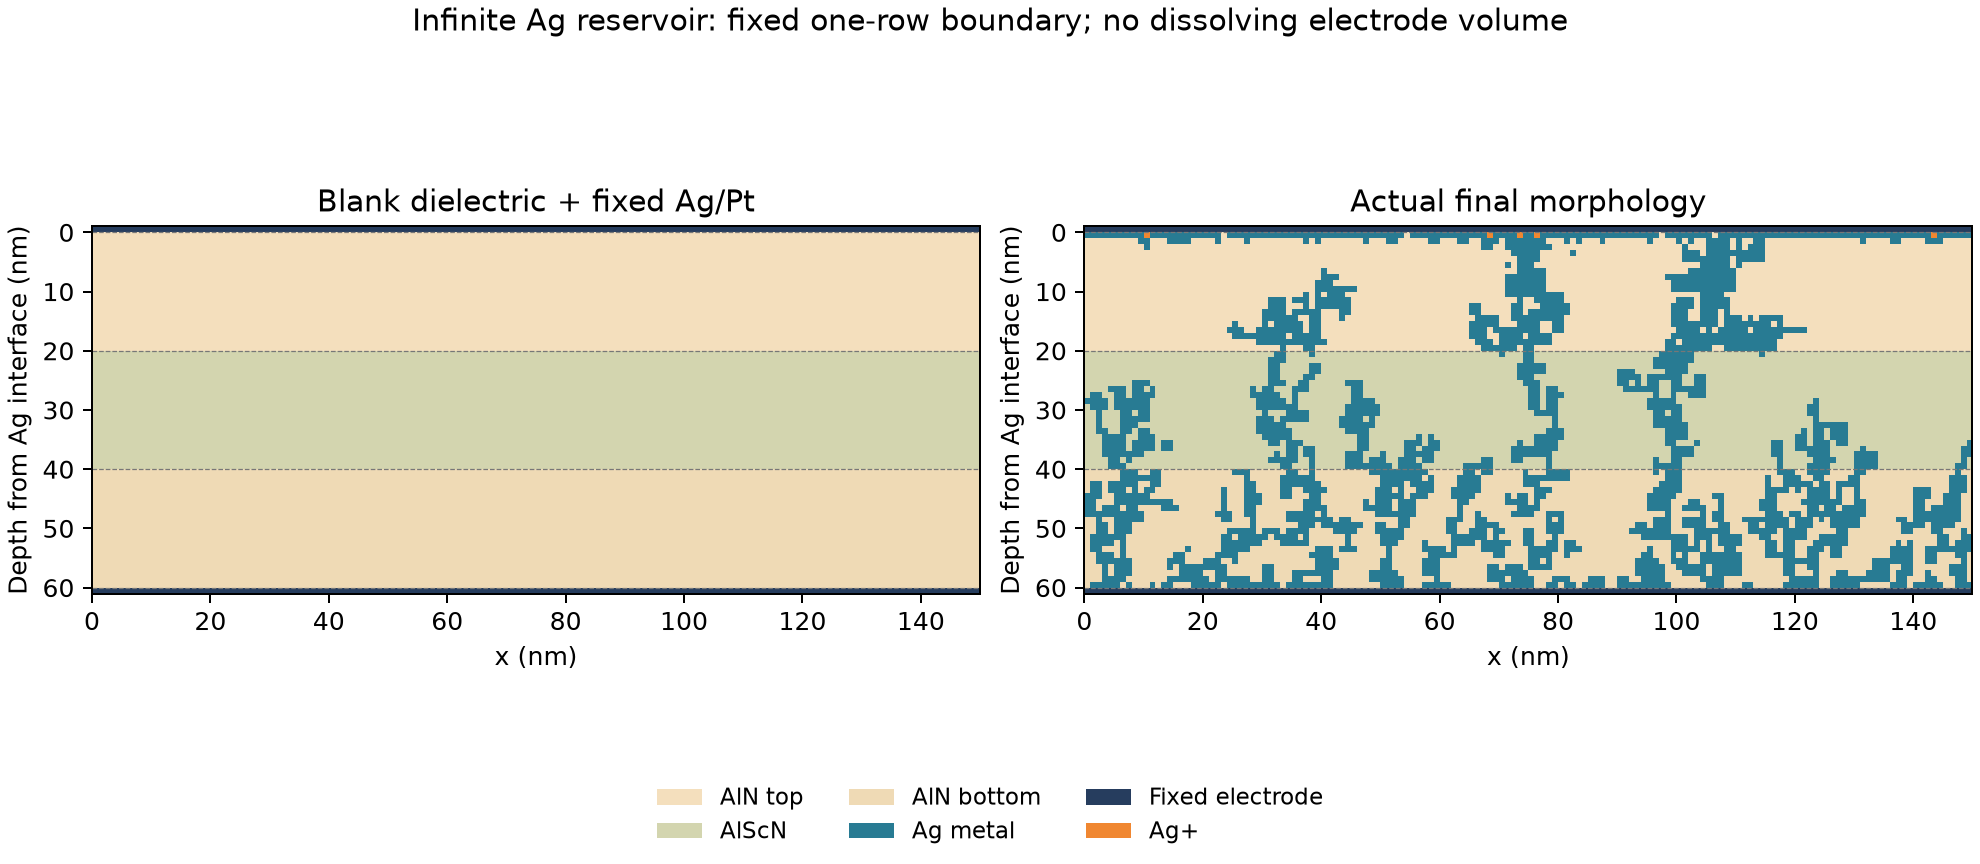 Infinite Ag reservoir: fixed one-row boundary; no dissolving electrode volume
Blank dielectric + fixed Ag/Pt
Depth from Ag interface (nm)
0
10
20
30
40
50
60
0 20 40 60 80 100 120 140
x (nm)
Actual final morphology
Depth from Ag interface (nm)
0
10
20
30
40
50
60
0 20 40 60 80 100 120 140
x (nm)
AlN top AlN bottom Fixed electrode
AlScN Ag metal Ag+